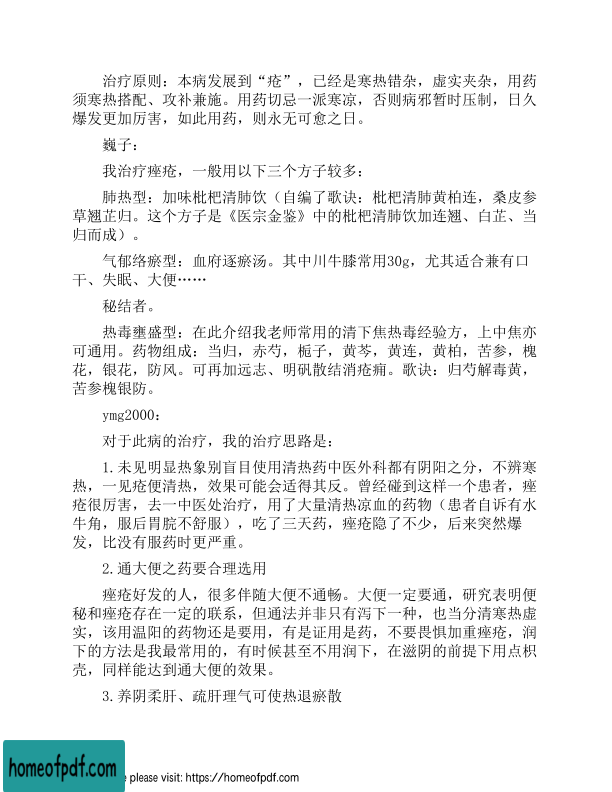 治疗原则：本病发展到“疮”，已经是寒热错杂，虚实夹杂，用药
须寒热搭配、攻补兼施。用药切忌一派寒凉，否则病邪暂时压制，日久
爆发更加厉害，如此用药，则永无可愈之日。
巍子：
我治疗痤疮，一般用以下三个方子较多：
肺热型：加味枇杷清肺饮（自编了歌诀：枇杷清肺黄柏连，桑皮参
草翘芷归。这个方子是《医宗金鉴》中的枇杷清肺饮加连翘、白芷、当
归而成）。
气郁络瘀型：血府逐瘀汤。其中川牛膝常用30g，尤其适合兼有口
干、失眠、大便……
秘结者。
热毒壅盛型：在此介绍我老师常用的清下焦热毒经验方，上中焦亦
可通用。药物组成：当归，赤芍，栀子，黄芩，黄连，黄柏，苦参，槐
花，银花，防风。可再加远志、明矾散结消疮痈。歌诀：归芍解毒黄，
苦参槐银防。
ymg2000：
对于此病的治疗，我的治疗思路是：
1.未见明显热象别盲目使用清热药中医外科都有阴阳之分，不辨寒
热，一见疮便清热，效果可能会适得其反。曾经碰到这样一个患者，痤
疮很厉害，去一中医处治疗，用了大量清热凉血的药物（患者自诉有水
牛角，服后胃脘不舒服），吃了三天药，痤疮隐了不少，后来突然爆
发，比没有服药时更严重。
2.通大便之药要合理选用
痤疮好发的人，很多伴随大便不通畅。大便一定要通，研究表明便
秘和痤疮存在一定的联系，但通法并非只有泻下一种，也当分清寒热虚
实，该用温阳的药物还是要用，有是证用是药，不要畏惧加重痤疮，润
下的方法是我最常用的，有时候甚至不用润下，在滋阴的前提下用点枳
壳，同样能达到通大便的效果。
3.养阴柔肝、疏肝理气可使热退瘀散
homeofpdf.com
e please visit: https://homeofpdf.com